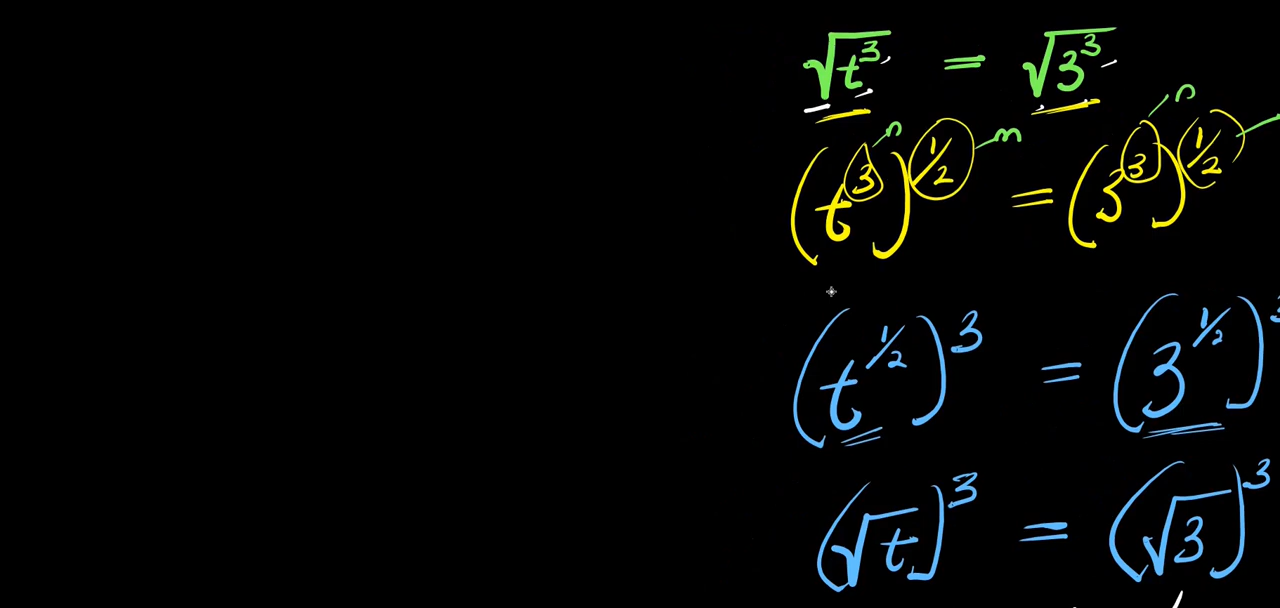 √t³ = √3³
n
(t³)^(1/2) m = (3³)^(1/2) n
(t^(1/2))³ = (3^(1/2))³
(√t)³ = (√3)³